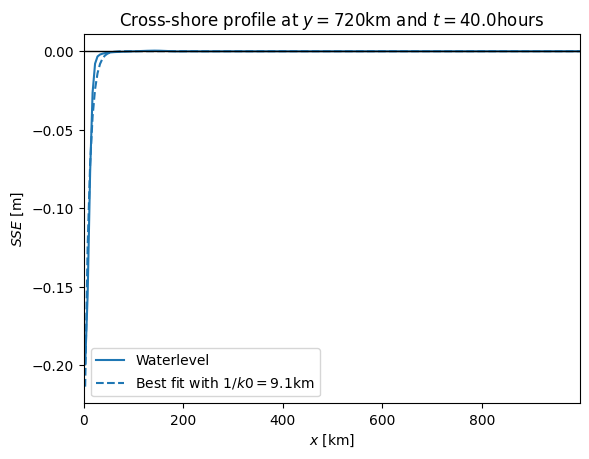 Cross-shore profile at y = 720km and t = 40.0hours
SSE [m]
0.00
−0.05
−0.10
−0.15
−0.20
Waterlevel
Best fit with 1/k0 = 9.1km
0
200
400
600
800
x [km]